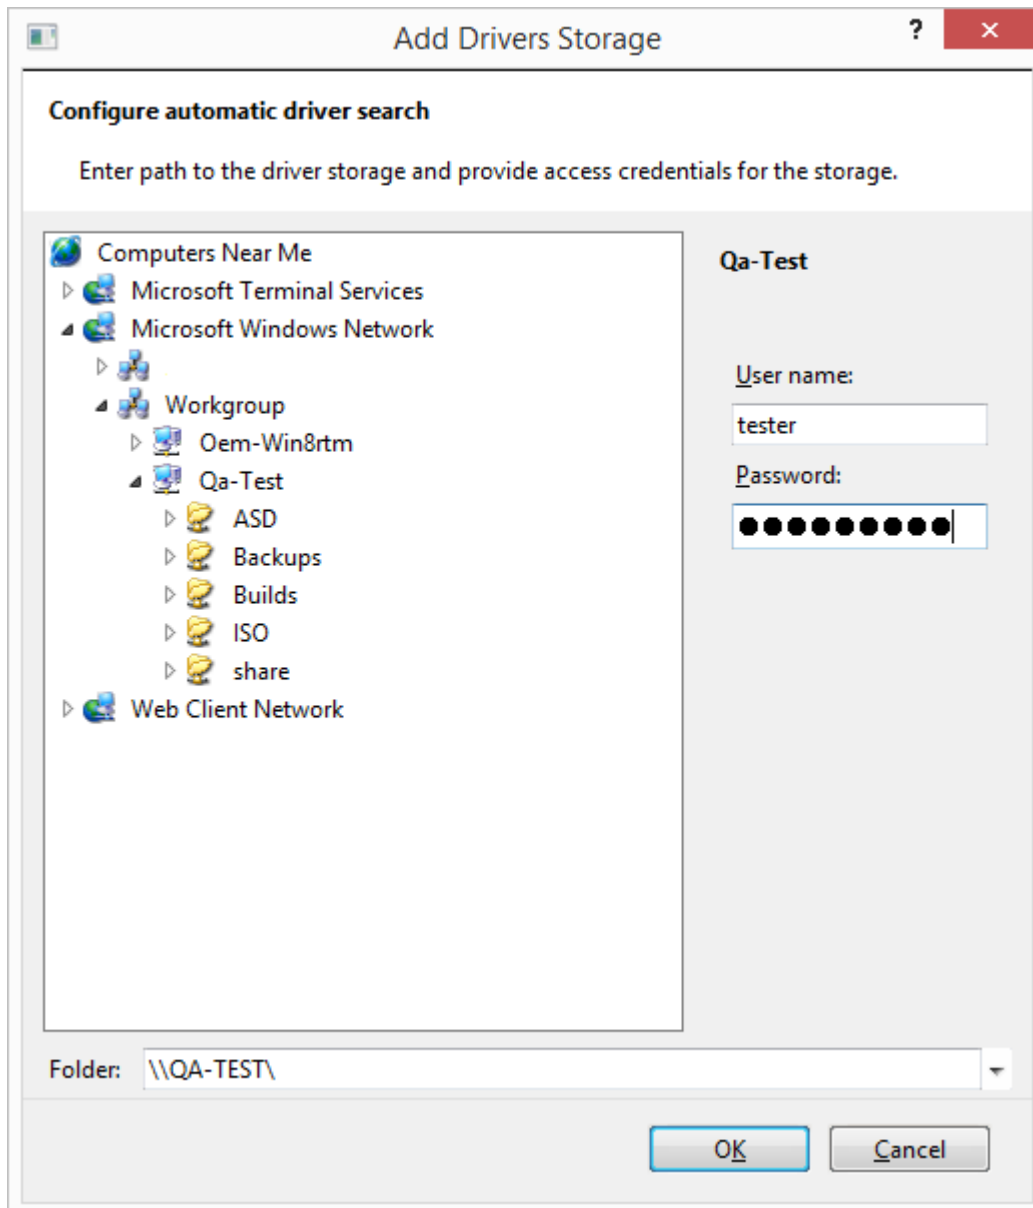 Add Drivers Storage
?
×
Configure automatic driver search
Enter path to the driver storage and provide access credentials for the storage.
Computers Near Me
Microsoft Terminal Services
Microsoft Windows Network
Workgroup
Oem-Win8rtm
Qa-Test
ASD
Backups
Builds
ISO
share
Web Client Network
Qa-Test
User name:
tester
Password:
●●●●●●●●●
Folder: \\QA-TEST\
OK Cancel